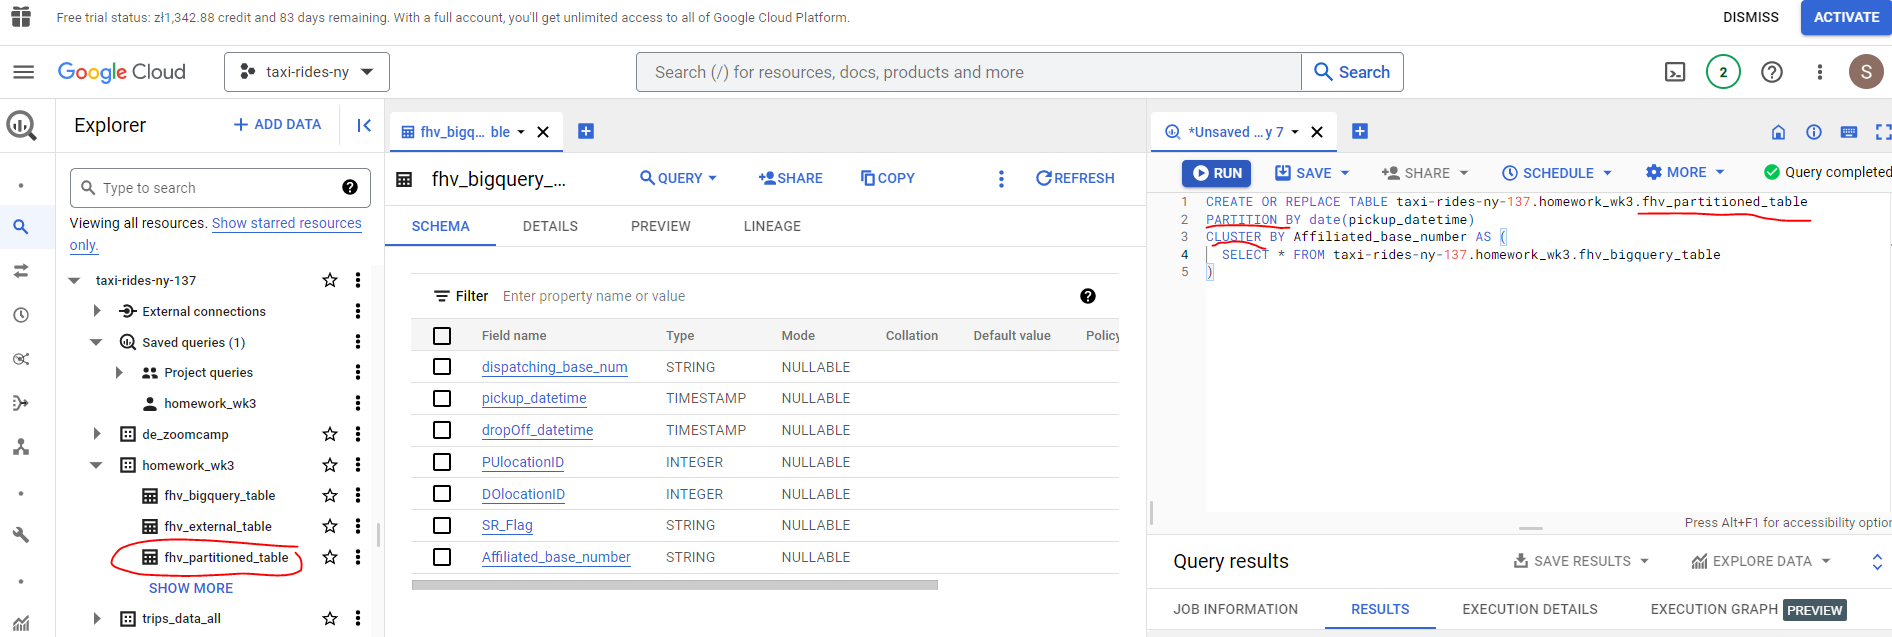 Free trial status: zł1,342.88 credit and 83 days remaining. With a full account, you'll get unlimited access to all of Google Cloud Platform.
DISMISS
ACTIVATE
Google Cloud
taxi-rides-ny
Search (/) for resources, docs, products and more
Search
2
S
Explorer
ADD DATA
Type to search
Viewing all resources. Show starred resources
only.
taxi-rides-ny-137
External connections
Saved queries (1)
Project queries
homework_wk3
de_zoomcamp
homework_wk3
fhv_bigquery_table
fhv_external_table
fhv_partitioned_table
SHOW MORE
trips_data_all
fhv_bigq... ble
fhv_bigquery_...
QUERY
SHARE
COPY
REFRESH
SCHEMA DETAILS PREVIEW LINEAGE
Filter Enter property name or value
Field name Type Mode Collation Default value Policy
dispatching_base_num STRING NULLABLE
pickup_datetime TIMESTAMP NULLABLE
dropOff_datetime TIMESTAMP NULLABLE
PUlocationID INTEGER NULLABLE
DOlocationID INTEGER NULLABLE
SR_Flag STRING NULLABLE
Affiliated_base_number STRING NULLABLE
*Unsaved ...y 7
RUN
SAVE
SHARE
SCHEDULE
MORE
Query completed
1 CREATE OR REPLACE TABLE taxi-rides-ny-137.homework_wk3.fhv_partitioned_table
2 PARTITION BY date(pickup_datetime)
3 CLUSTER BY Affiliated_base_number AS (
4 SELECT * FROM taxi-rides-ny-137.homework_wk3.fhv_bigquery_table
5 )
Press Alt+F1 for accessibility option
Query results
SAVE RESULTS
EXPLORE DATA
JOB INFORMATION RESULTS EXECUTION DETAILS EXECUTION GRAPH PREVIEW